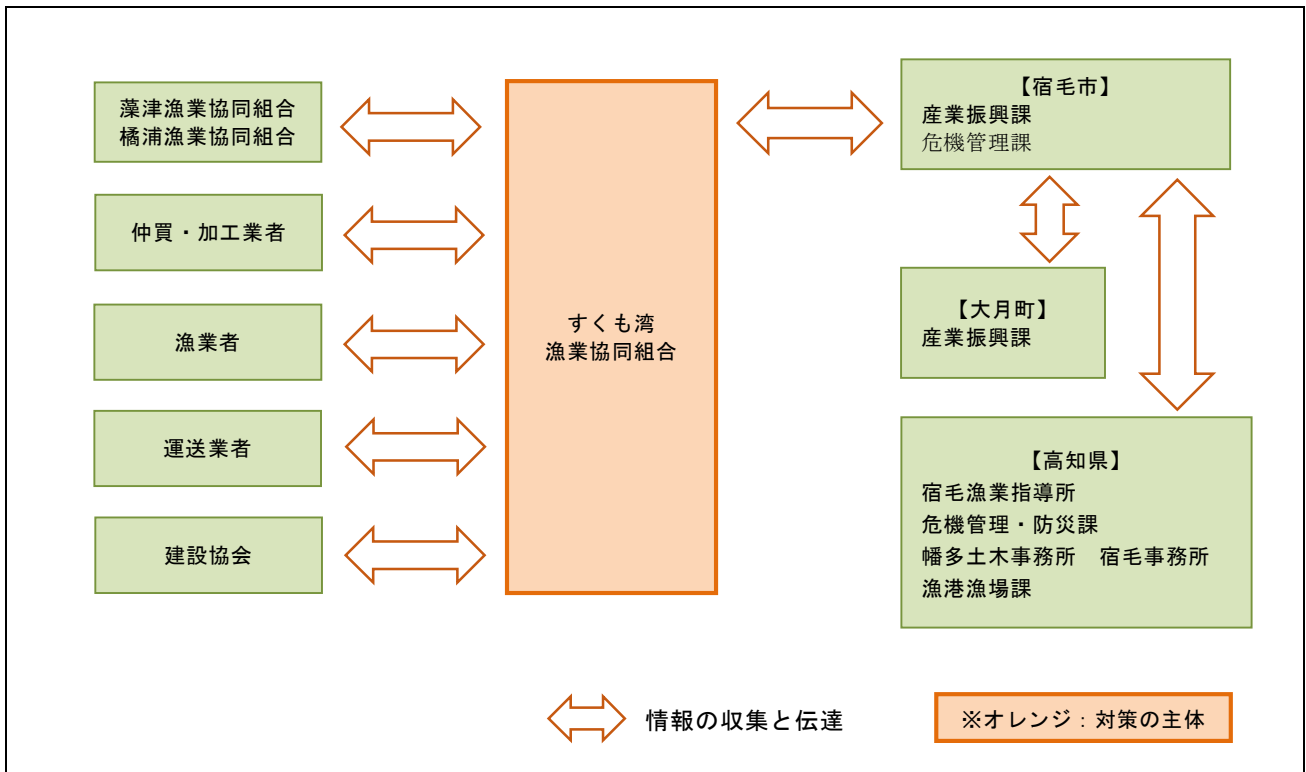 藻津漁業協同組合
橘浦漁業協同組合
仲買・加工業者
漁業者
運送業者
建設協会
すくも湾
漁業協同組合
【宿毛市】
産業振興課
危機管理課
【大月町】
産業振興課
【高知県】
宿毛漁業指導所
危機管理・防災課
幡多土木事務所　宿毛事務所
漁港漁場課
情報の収集と伝達
※オレンジ：対策の主体